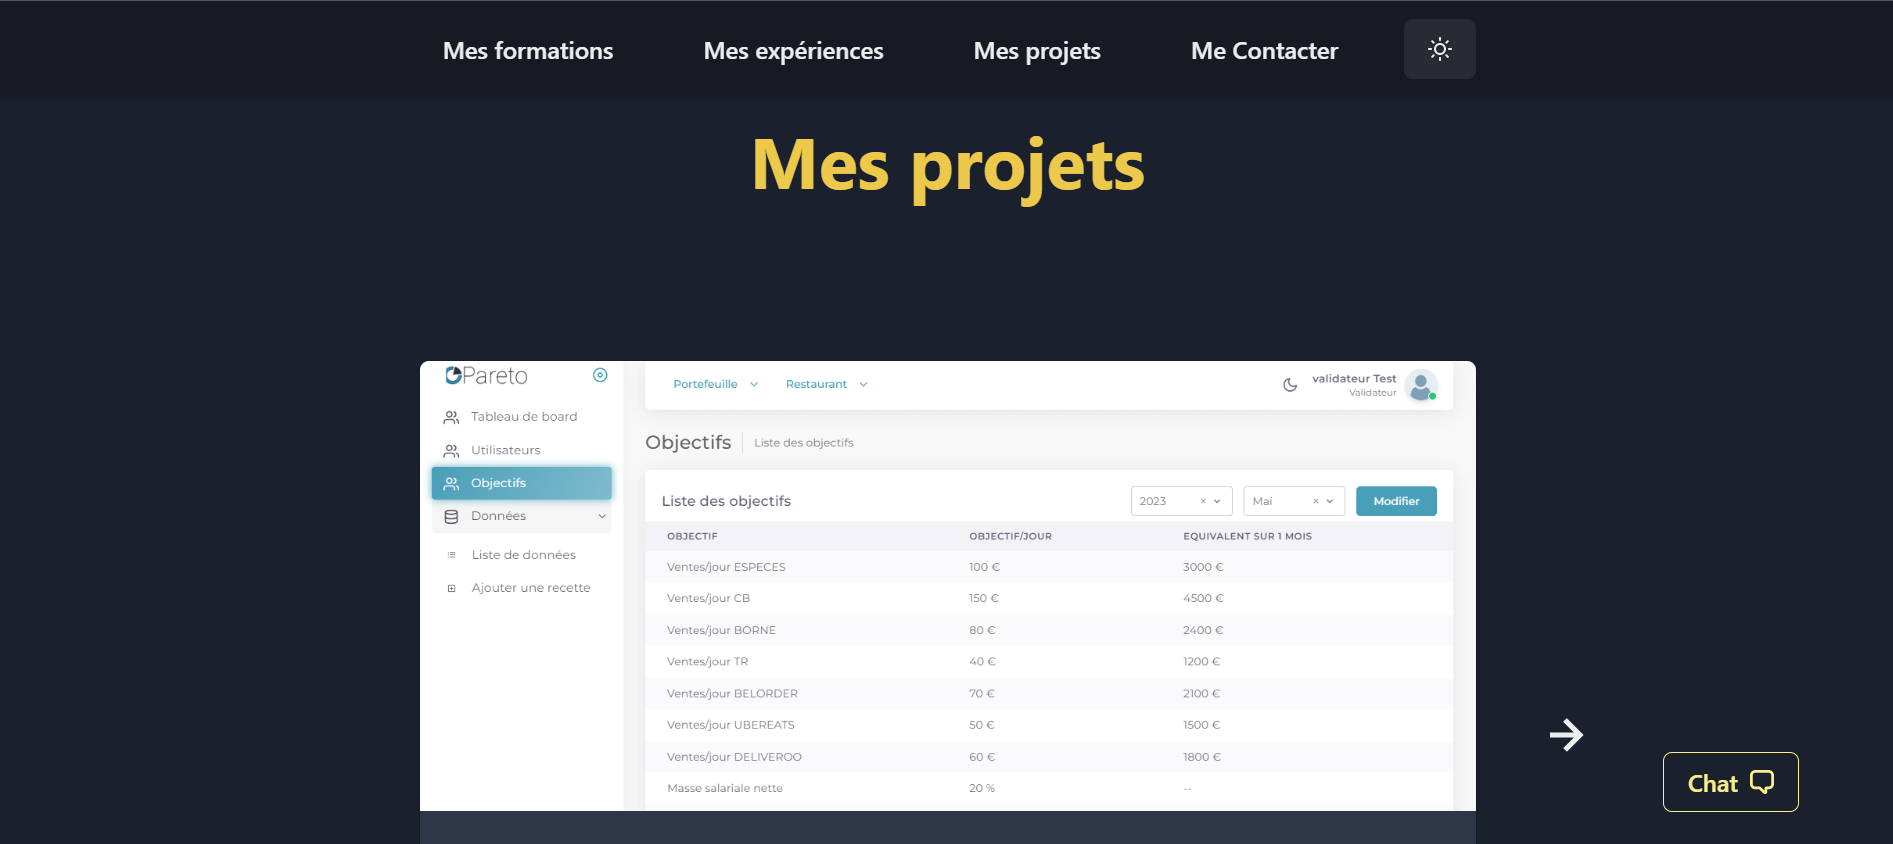 Mes formations Mes expériences Mes projets Me Contacter
Mes projets
Pareto
Tableau de board
Utilisateurs
Objectifs
Données
Liste de données
Ajouter une recette
Portefeuille Restaurant
validateur Test
Validateur
Objectifs Liste des objectifs
Liste des objectifs 2023 × Mai × Modifier
OBJECTIF OBJECTIF/JOUR EQUIVALENT SUR 1 MOIS
Ventes/jour ESPECES 100 € 3000 €
Ventes/jour CB 150 € 4500 €
Ventes/jour BORNE 80 € 2400 €
Ventes/jour TR 40 € 1200 €
Ventes/jour BELORDER 70 € 2100 €
Ventes/jour UBEREATS 50 € 1500 €
Ventes/jour DELIVEROO 60 € 1800 €
Masse salariale nette 20 % --
Chat